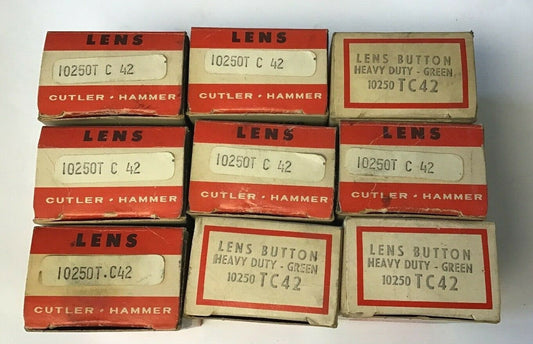 LENS
10250T C 42
CUTLER - HAMMER
LENS
10250T C 42
CUTLER - HAMMER
LENS BUTTON
HEAVY DUTY - GREEN
10250 TC42
LENS
10250T C 42
CUTLER - HAMMER
LENS
10250T C 42
CUTLER - HAMMER
LENS
10250T C 42
CUTLER - HAMMER
LENS
10250T.C42
CUTLER - HAMMER
LENS BUTTON
HEAVY DUTY - GREEN
10250 TC42
LENS BUTTON
HEAVY DUTY - GREEN
10250 TC42